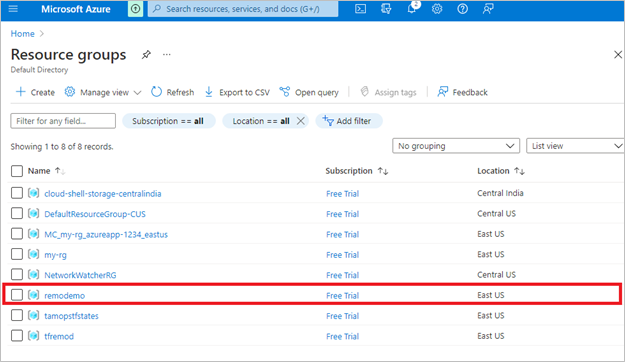 Microsoft Azure
Search resources, services, and docs (G+/)
2
Home >
Resource groups
...
Default Directory
+ Create
Manage view
Refresh
Export to CSV
Open query
Assign tags
Feedback
Filter for any field...
Subscription == all
Location == all
Add filter
Showing 1 to 8 of 8 records.
No grouping
List view
Name Subscription Location
cloud-shell-storage-centralindia Free Trial Central India
DefaultResourceGroup-CUS Free Trial Central US
MC_my-rg_azureapp-1234_eastus Free Trial East US
my-rg Free Trial East US
NetworkWatcherRG Free Trial Central US
remodemo Free Trial East US
tamopstfstates Free Trial East US
tfremod Free Trial East US